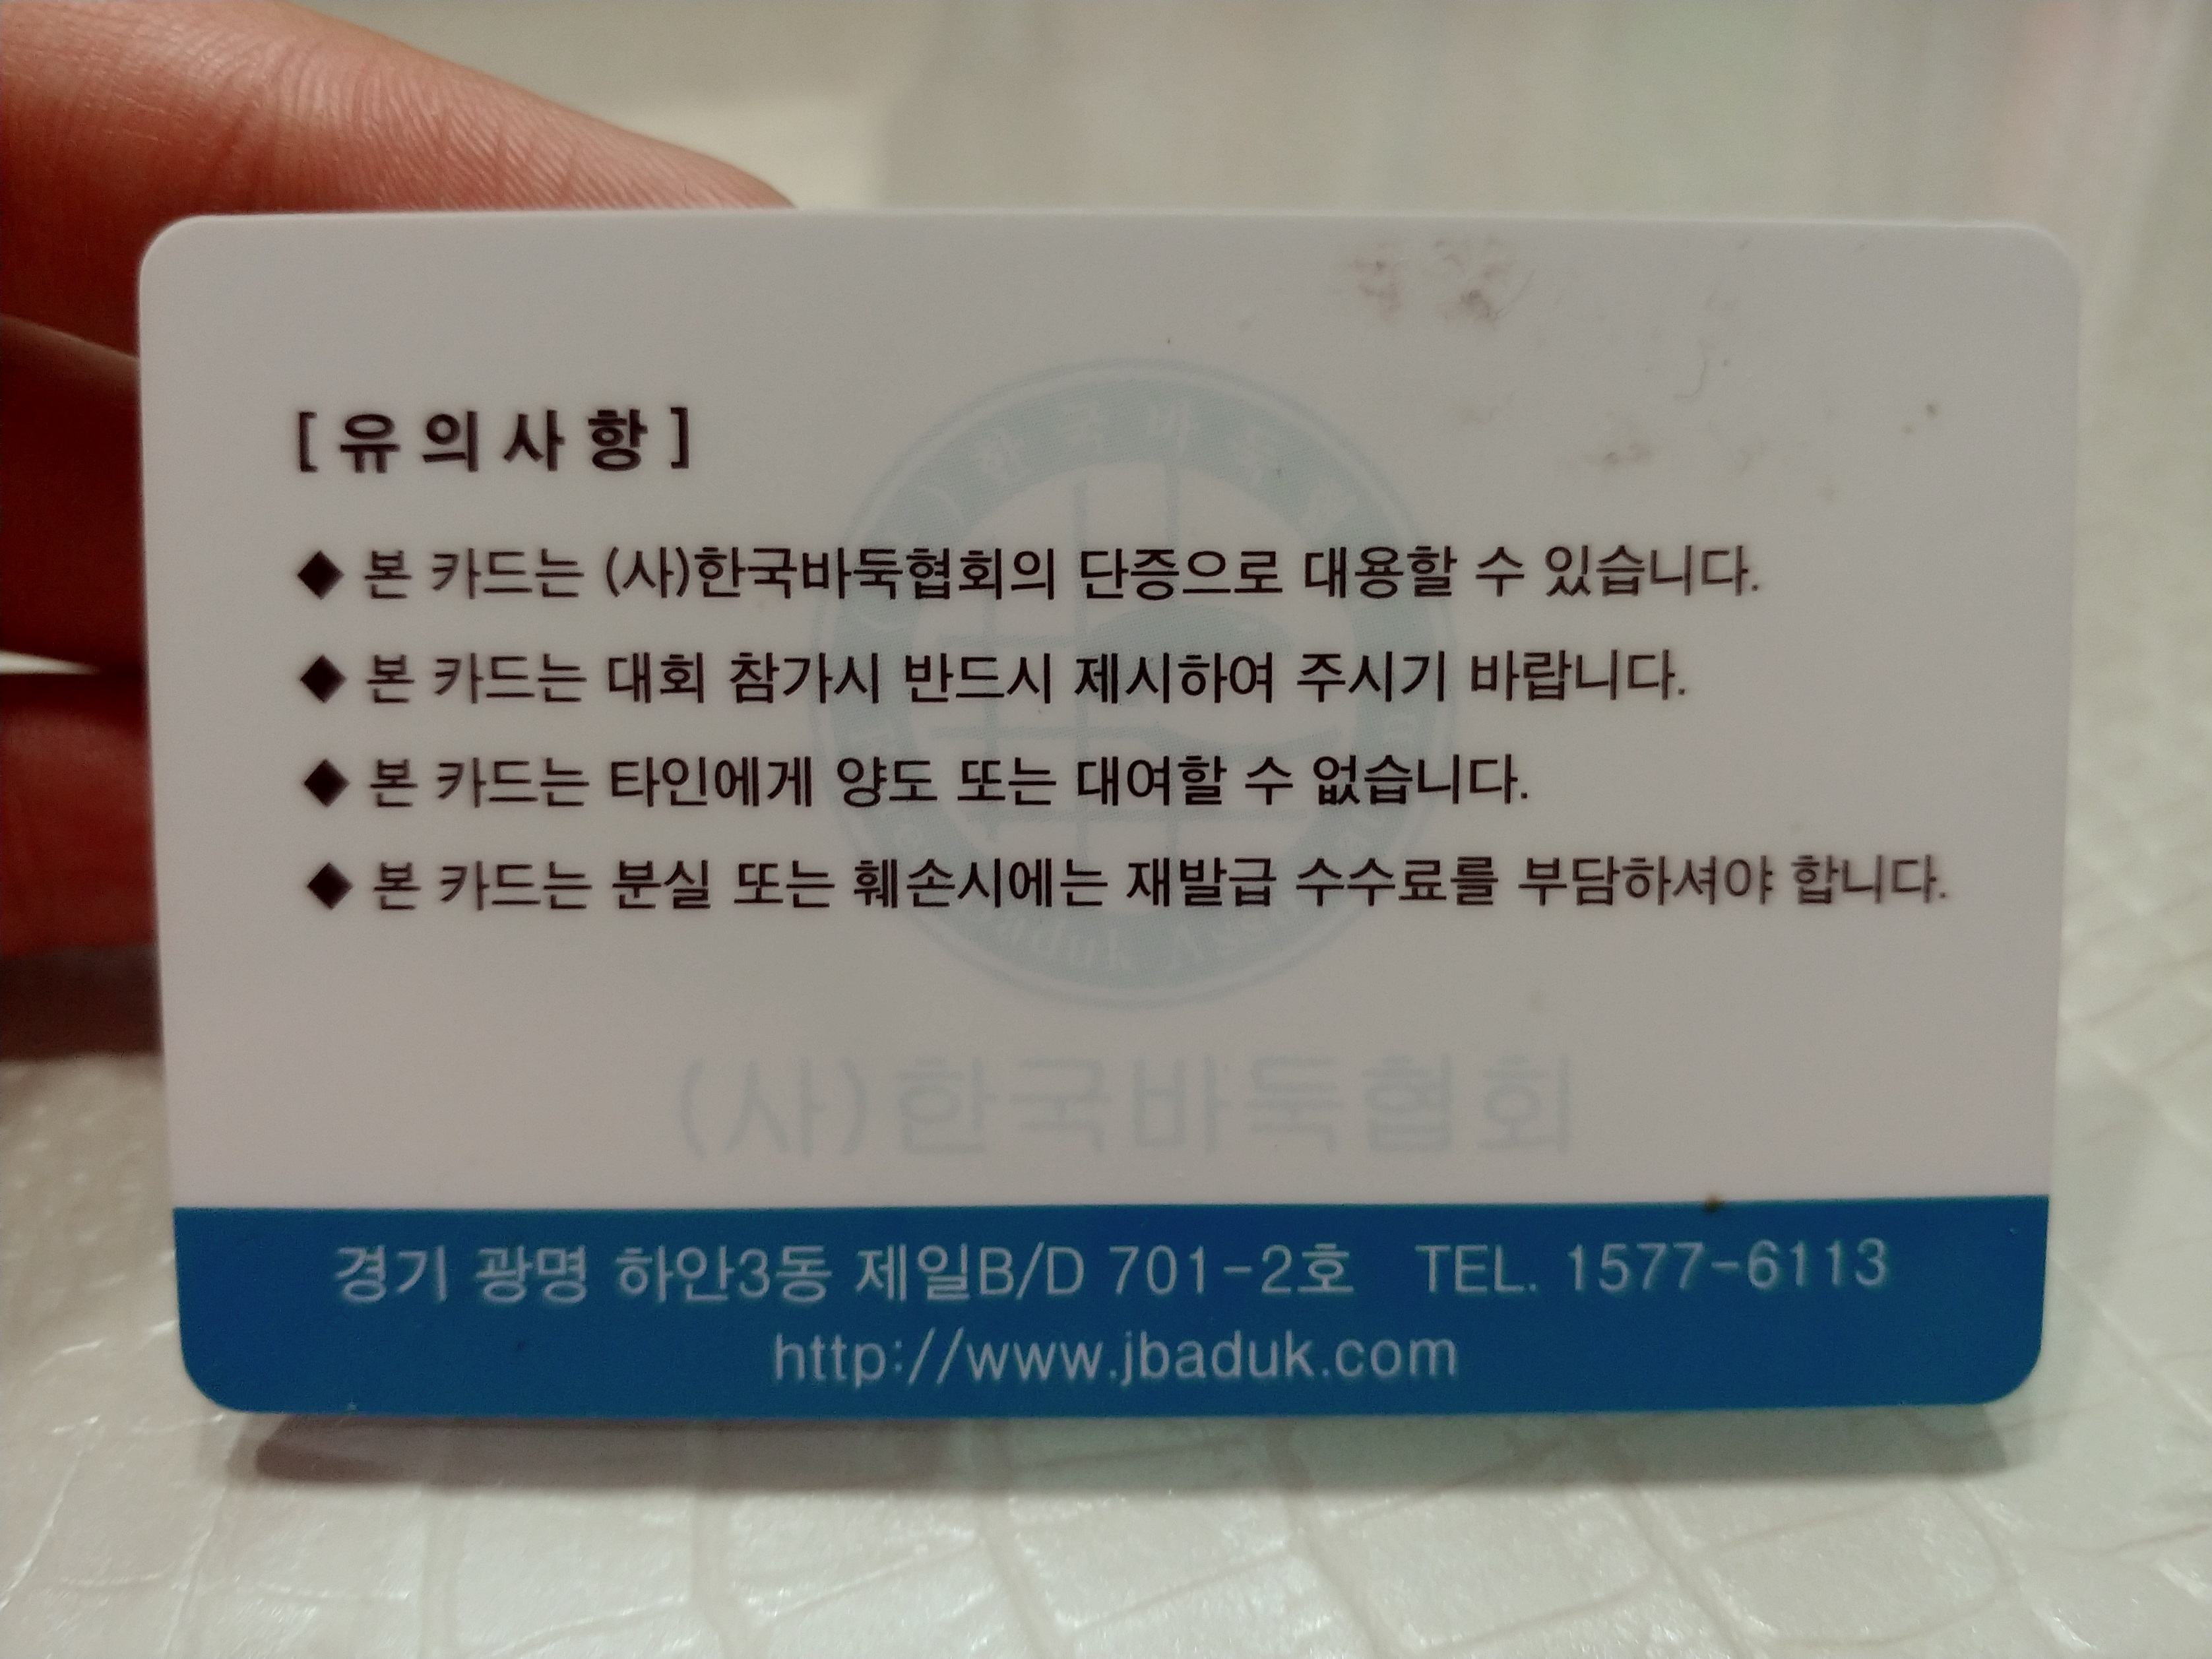 [유의사항]
◆ 본 카드는 (사)한국바둑협회의 단증으로 대용할 수 있습니다.
◆ 본 카드는 대회 참가시 반드시 제시하여 주시기 바랍니다.
◆ 본 카드는 타인에게 양도 또는 대여할 수 없습니다.
◆ 본 카드는 분실 또는 훼손시에는 재발급 수수료를 부담하셔야 합니다.
(사)한국바둑협회
경기 광명 하안3동 제일B/D 701-2호 TEL. 1577-6113
http://www.jbaduk.com